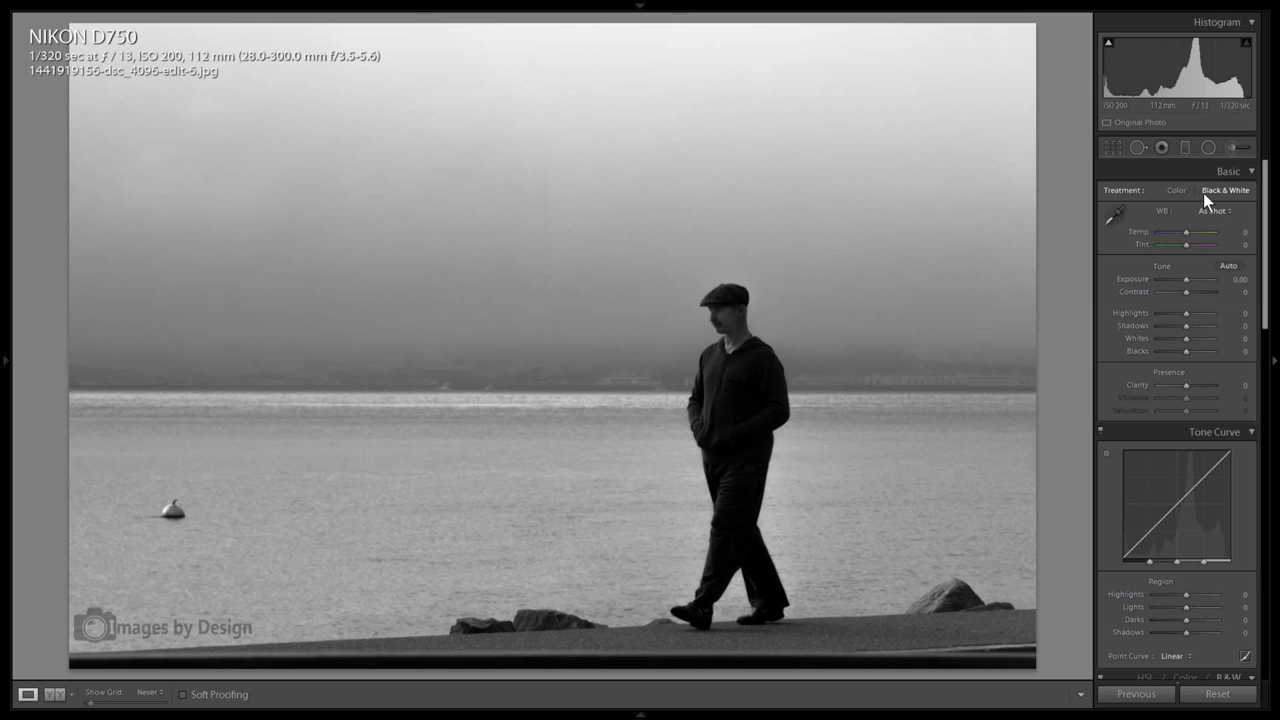 NIKON D750
1/320 sec at ƒ / 13, ISO 200, 112 mm (28.0-300.0 mm f/3.5-5.6)
1441919156-dsc_4096-edit-6.jpg
Images by Design
Show Grid: Never
Soft Proofing
Histogram
ISO 200 112 mm ƒ / 13 1/320 sec
Original Photo
Basic
Treatment : Color Black & White
WB : As Shot
Temp 0
Tint 0
Tone Auto
Exposure 0.00
Contrast 0
Highlights 0
Shadows 0
Whites 0
Blacks 0
Presence
Clarity 0
Vibrance 0
Saturation 0
Tone Curve
Region
Highlights 0
Lights 0
Darks 0
Shadows 0
Point Curve : Linear
HSL / Color / B & W
Previous Reset